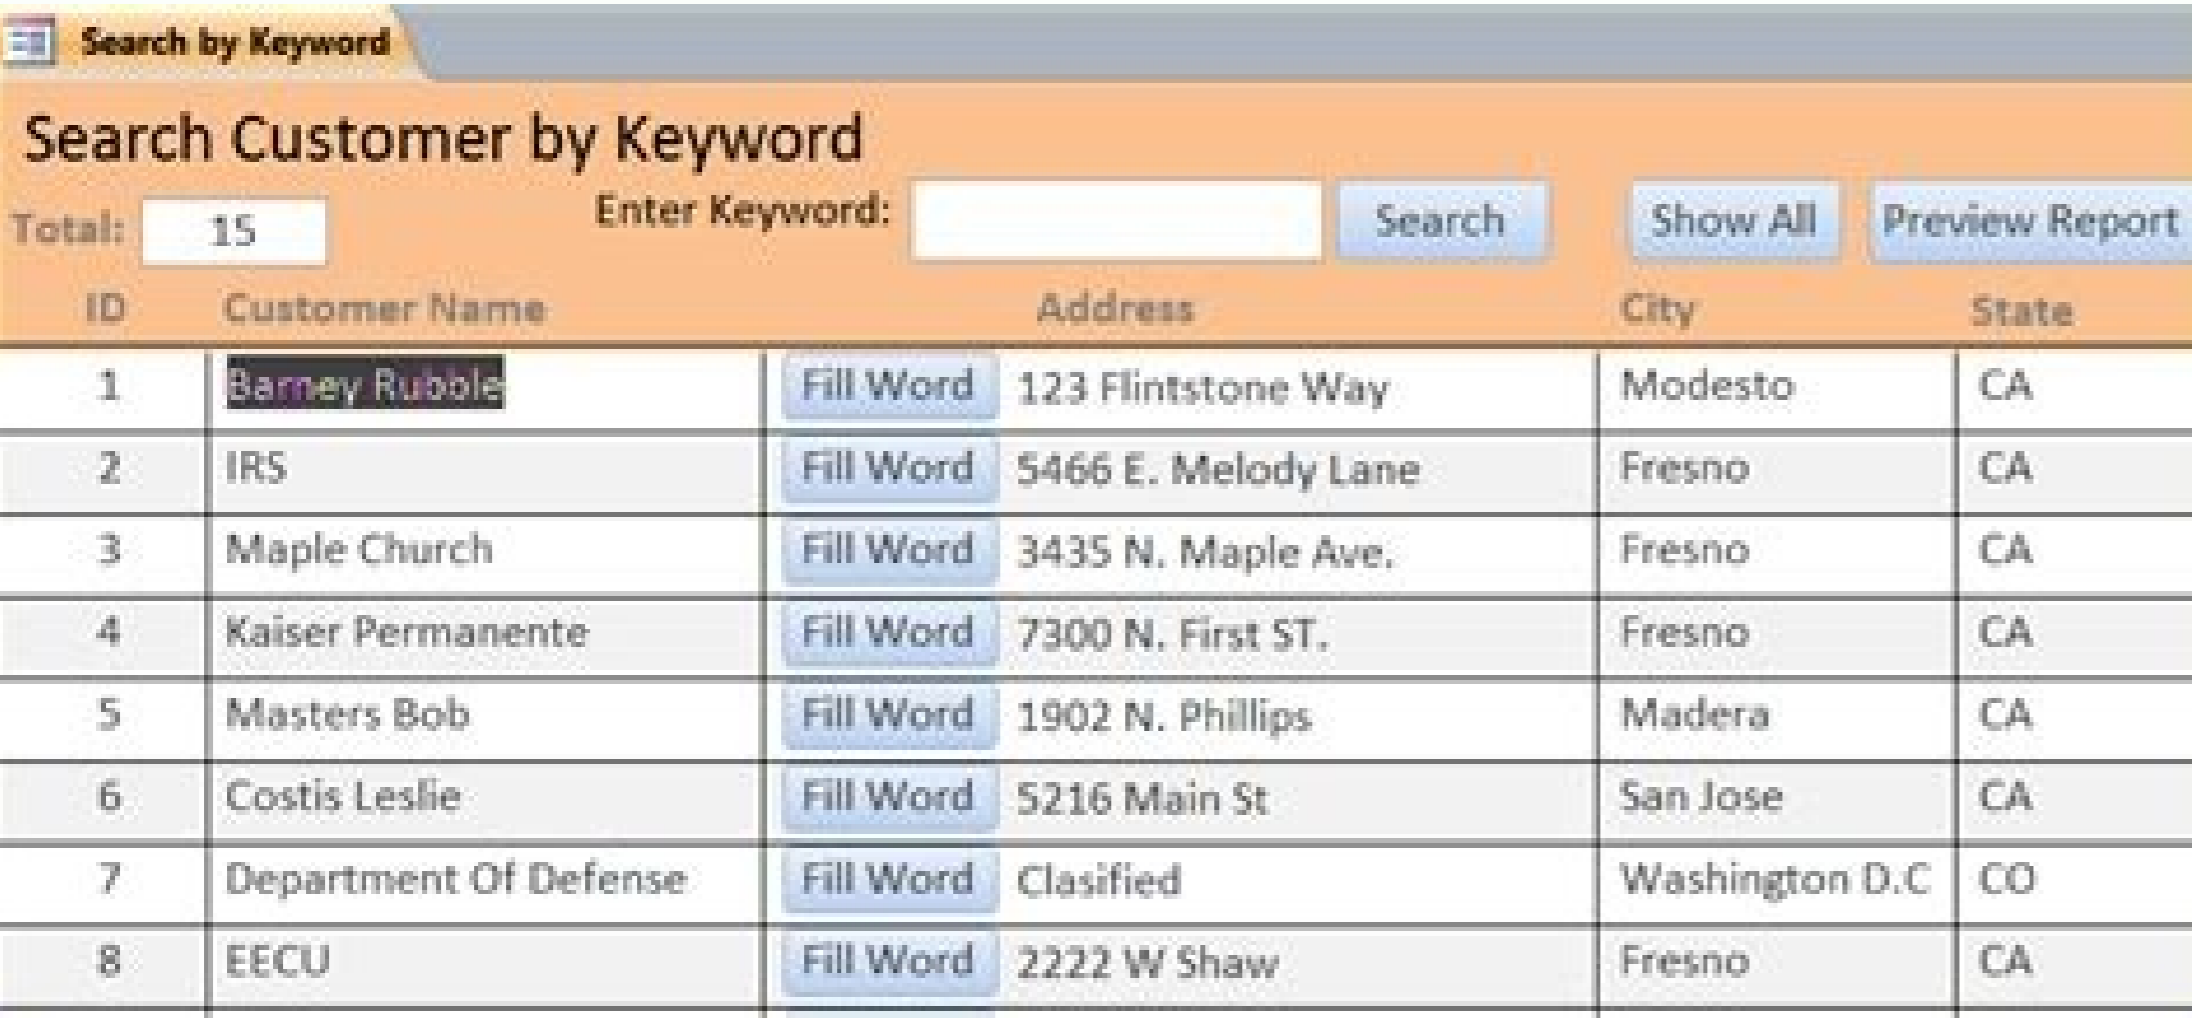 Search by Keyword
Search Customer by Keyword
Total: 15 Enter Keyword: Search Show All Preview Report
ID Customer Name Address City State
1 Barney Rubble Fill Word 123 Flintstone Way Modesto CA
2 IRS Fill Word 5466 E. Melody Lane Fresno CA
3 Maple Church Fill Word 3435 N. Maple Ave. Fresno CA
4 Kaiser Permanente Fill Word 7300 N. First ST. Fresno CA
5 Masters Bob Fill Word 1902 N. Phillips Madera CA
6 Costis Leslie Fill Word 5216 Main St San Jose CA
7 Department Of Defense Fill Word Clasified Washington D.C CO
8 EECU Fill Word 2222 W Shaw Fresno CA